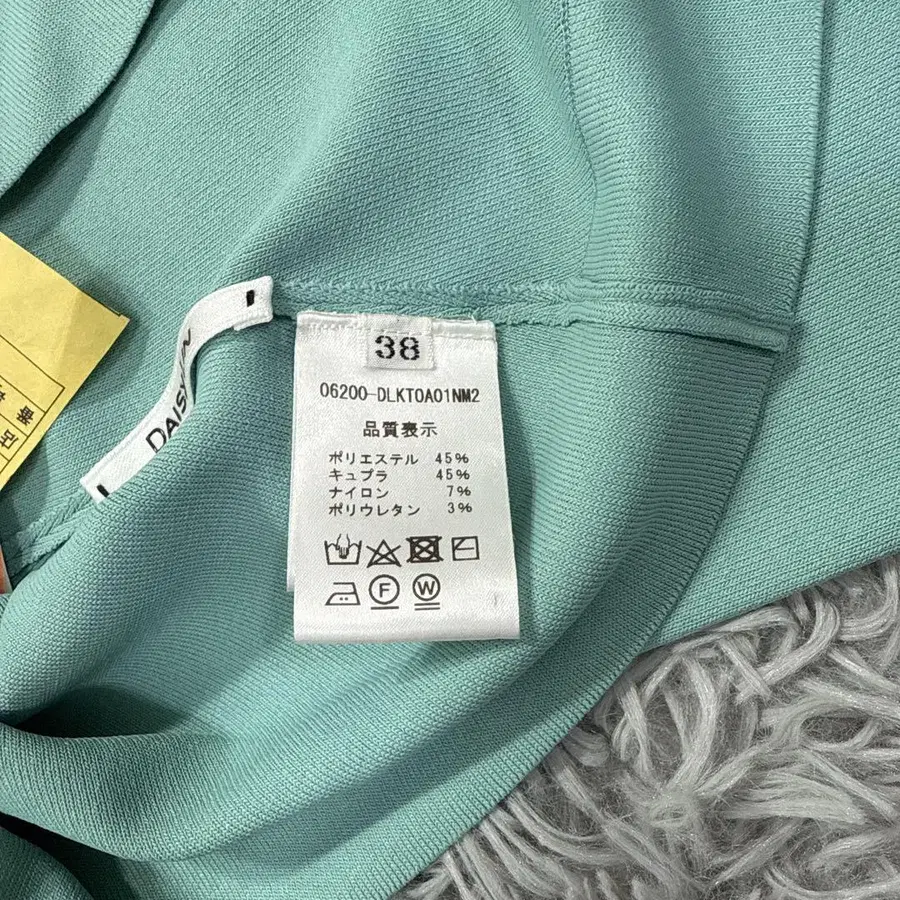 38
06200-DLKT0A01NM2
品質表示
ポリエステル 45%
キュプラ 45%
ナイロン 7%
ポリウレタン 3%
F W